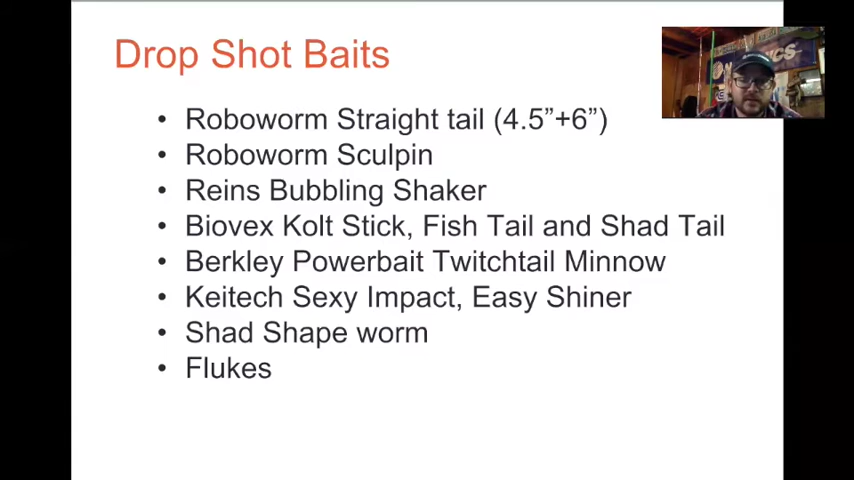 Drop Shot Baits
• Roboworm Straight tail (4.5”+6”)
• Roboworm Sculpin
• Reins Bubbling Shaker
• Biovex Kolt Stick, Fish Tail and Shad Tail
• Berkley Powerbait Twitchtail Minnow
• Keitech Sexy Impact, Easy Shiner
• Shad Shape worm
• Flukes